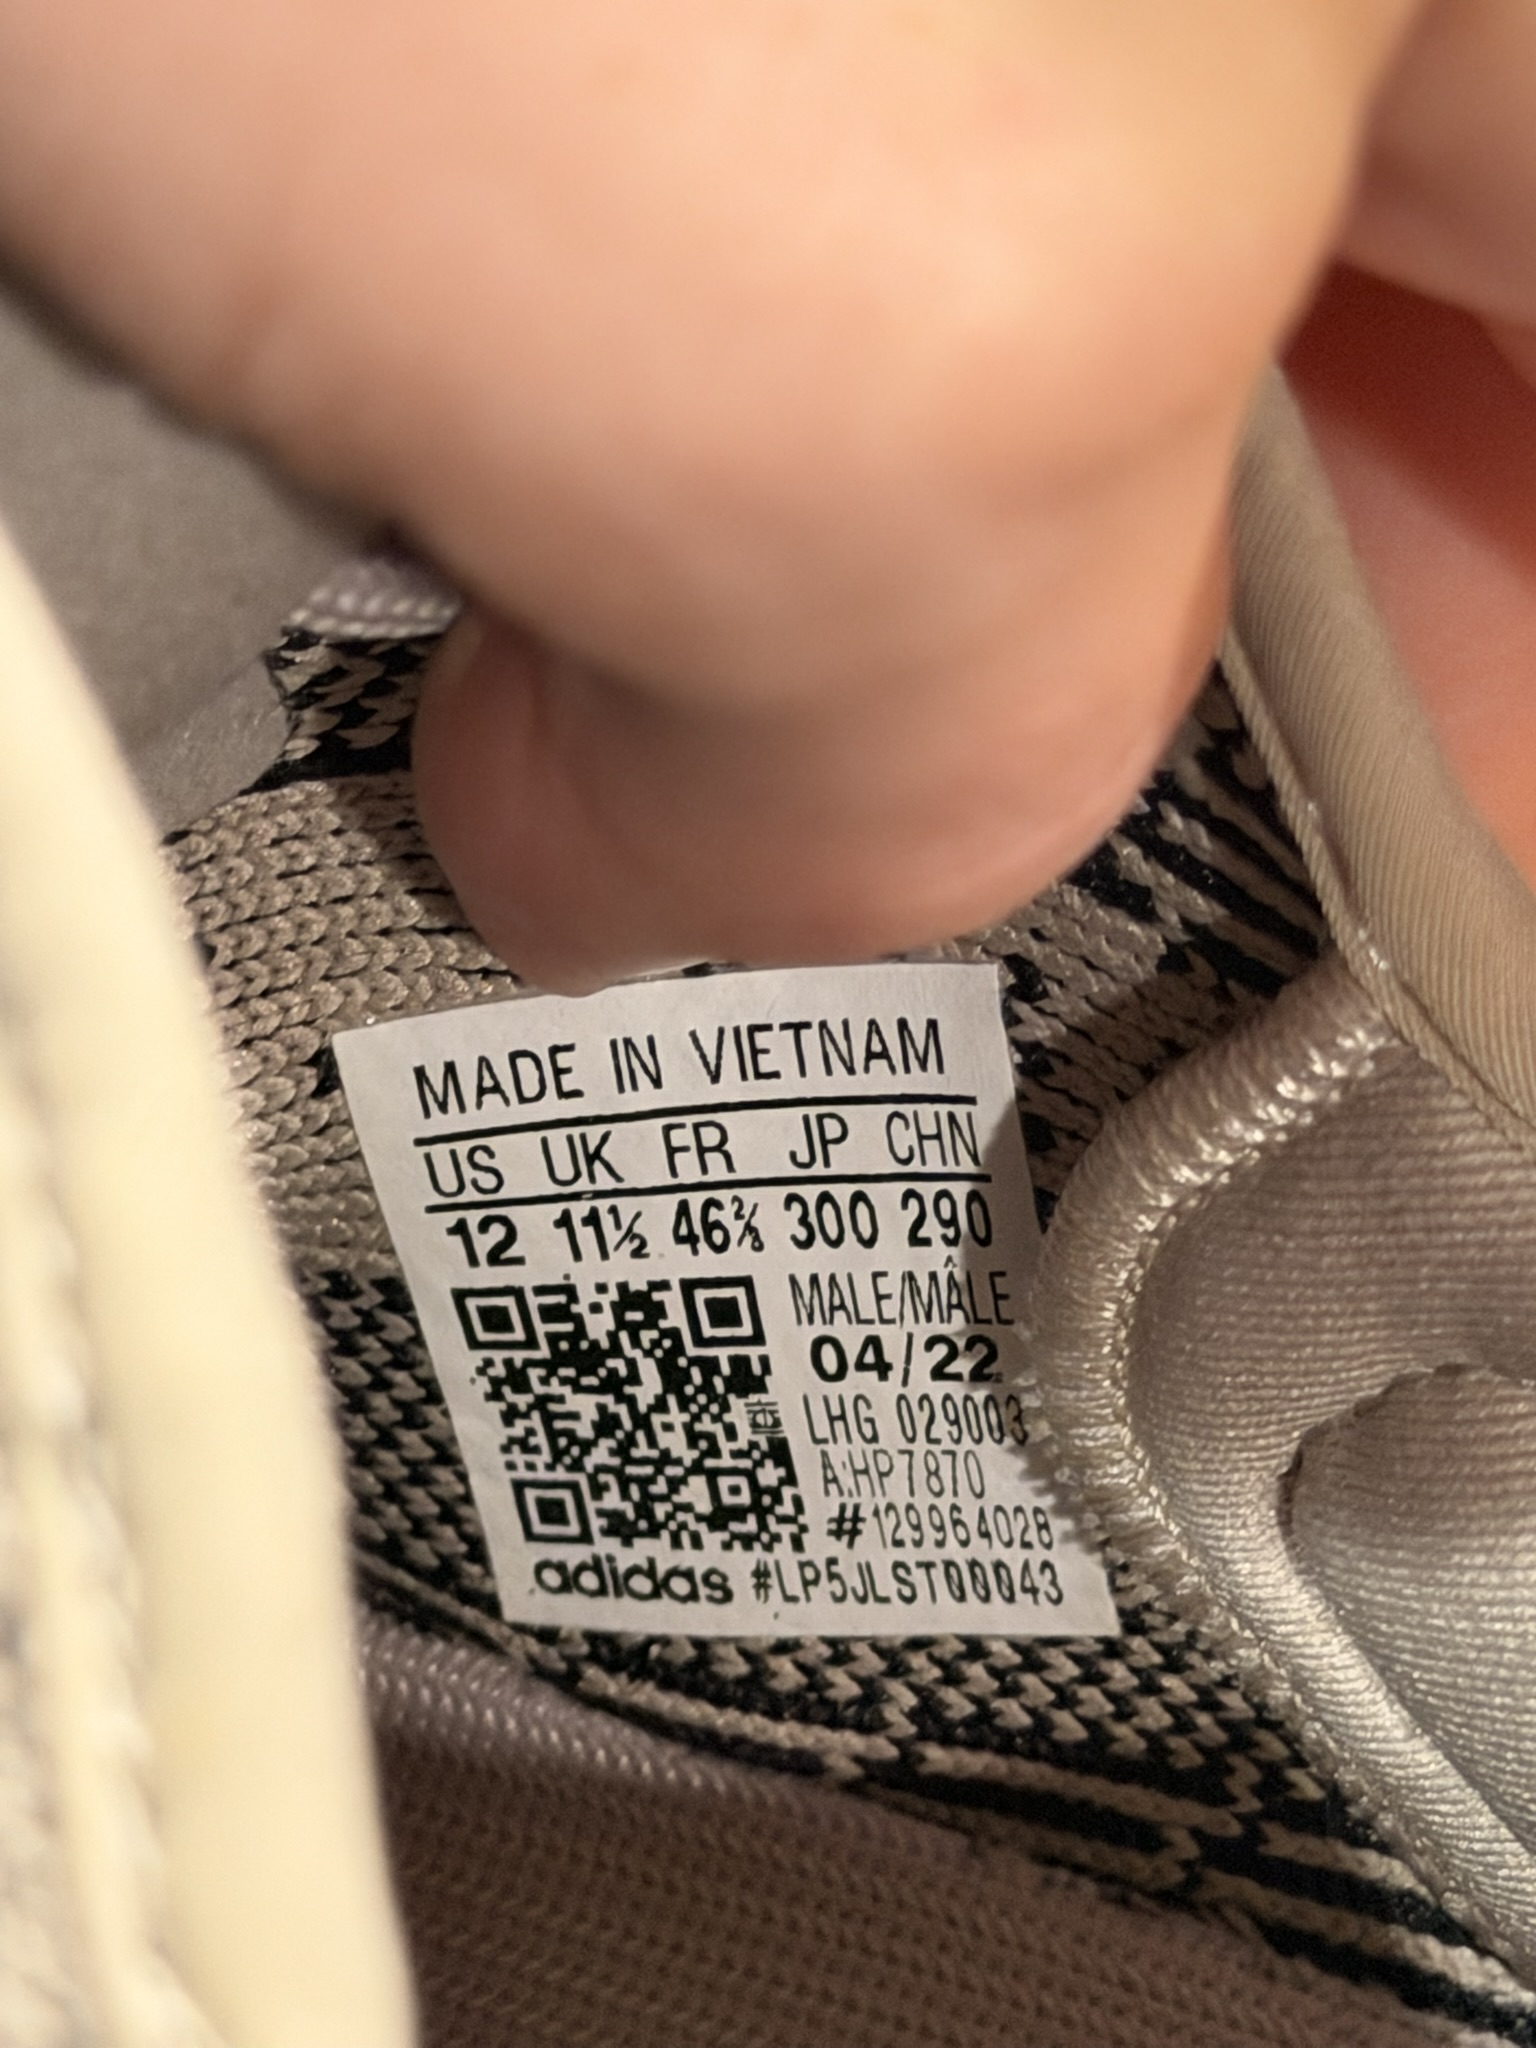 MADE IN VIETNAM
US UK FR JP CHN
12 11½ 46⅔ 300 290
MALE/MÂLE
04/22
LHG 029003
A:HP7870
#129964028
adidas #LP5JLST00043